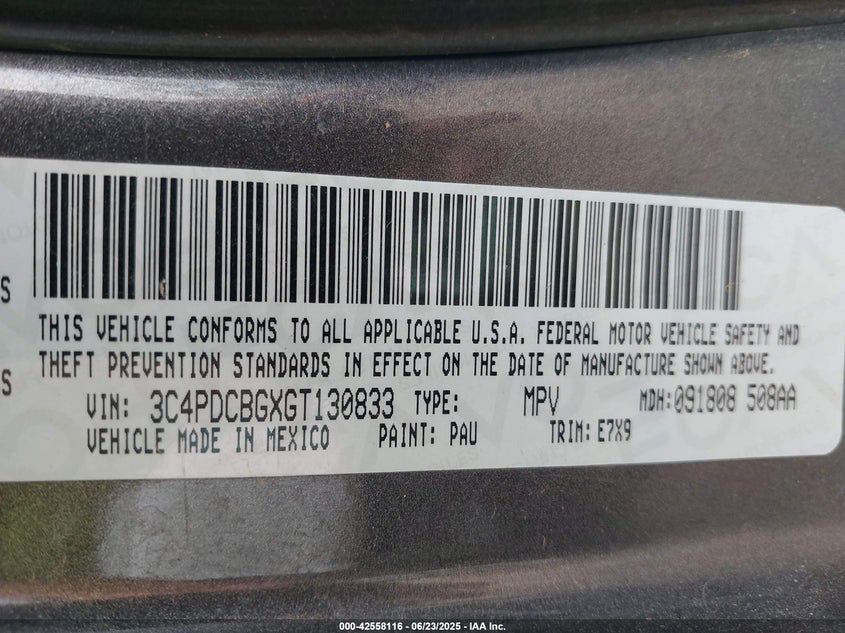 THIS VEHICLE CONFORMS TO ALL APPLICABLE U.S.A. FEDERAL MOTOR VEHICLE SAFETY AND
S
THEFT PREVENTION STANDARDS IN EFFECT ON THE DATE OF MANUFACTURE SHOWN ABOVE.
S
VIN: 3C4PDCBGXGT130833 TYPE: MPV MDH:091808 508AA
VEHICLE MADE IN MEXICO PAINT: PAU TRIM: E7X9
000-42558116 - 06/23/2025 - IAA Inc.